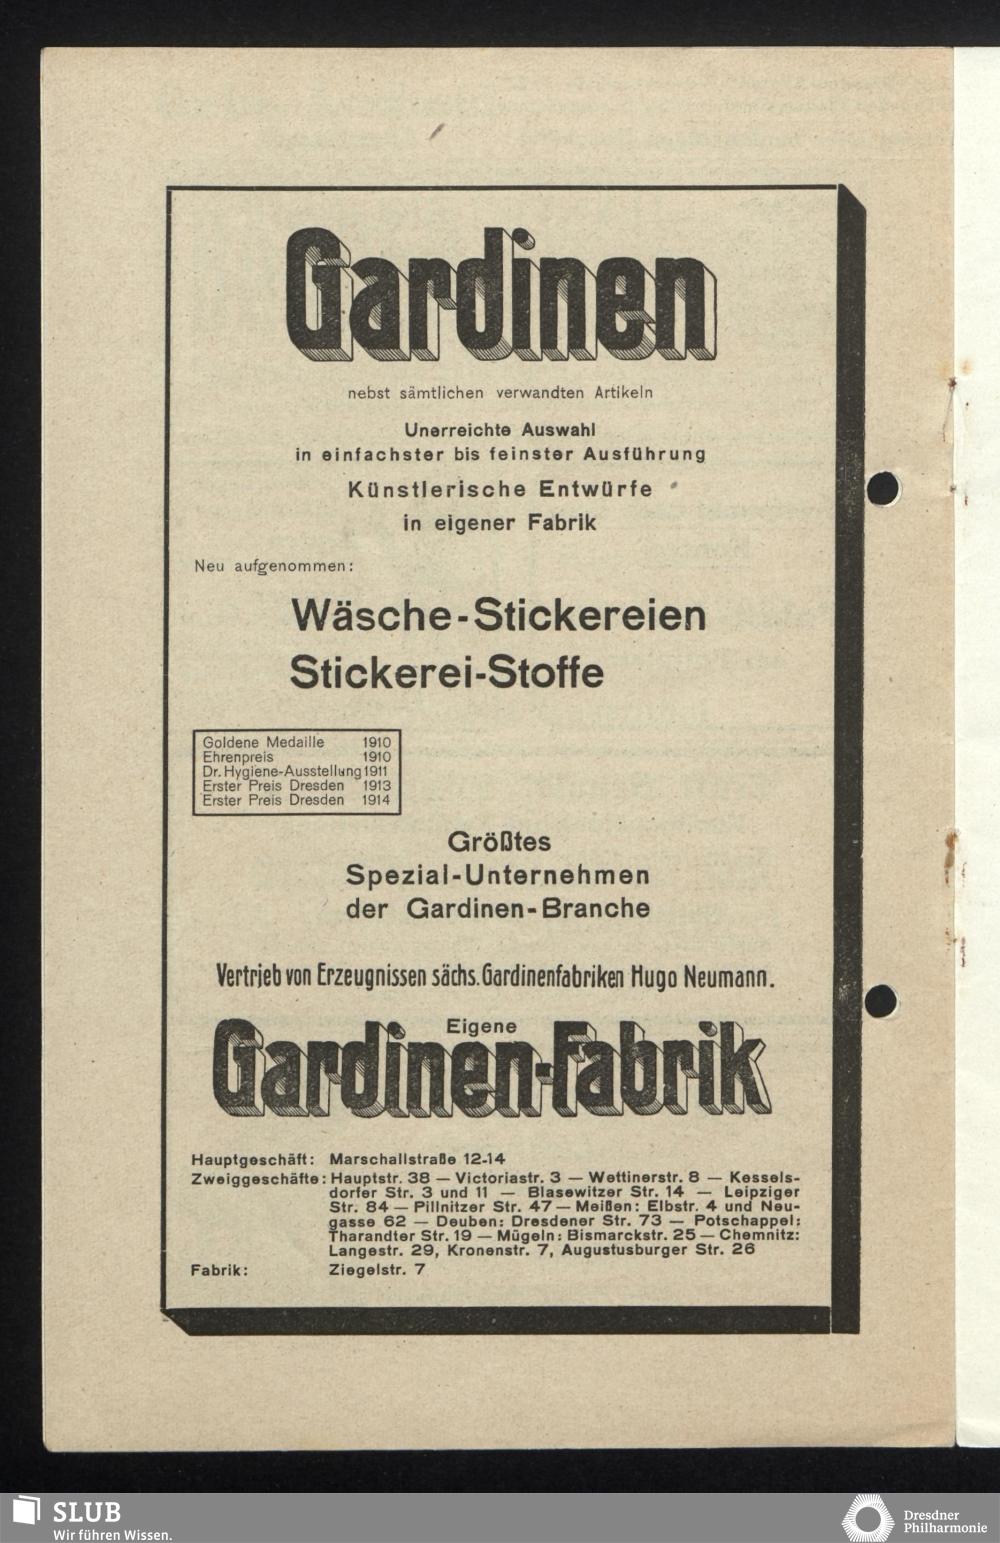 Gardinen
nebst sämtlichen verwandten Artikeln
Unerreichte Auswahl
in einfachster bis feinster Ausführung
Künstlerische Entwürfe
in eigener Fabrik
Neu aufgenommen:
Wäsche-Stickereien
Stickerei-Stoffe
Goldene Medaille 1910
Ehrenpreis 1910
Dr. Hygiene-Ausstellung 1911
Erster Preis Dresden 1913
Erster Preis Dresden 1914
Größtes
Spezial-Unternehmen
der Gardinen-Branche
Vertrieb von Erzeugnissen sächs. Gardinenfabriken Hugo Neumann.
Eigene
Gardinen-Fabrik
Hauptgeschäft: Marschallstraße 12-14
Zweiggeschäfte: Hauptstr. 38 — Victoriastr. 3 — Wettinerstr. 8 — Kessels-
dorfer Str. 3 und 11 — Blasewitzer Str. 14 — Leipziger
Str. 84 — Pillnitzer Str. 47 — Meißen: Elbstr. 4 und Neu-
gasse 62 — Deuben: Dresdener Str. 73 — Potschappel:
Tharandter Str. 19 — Mügeln: Bismarckstr. 25 — Chemnitz:
Langestr. 29, Kronenstr. 7, Augustusburger Str. 26
Fabrik: Ziegelstr. 7
SLUB
Wir führen Wissen.
Dresdner
Philharmonie